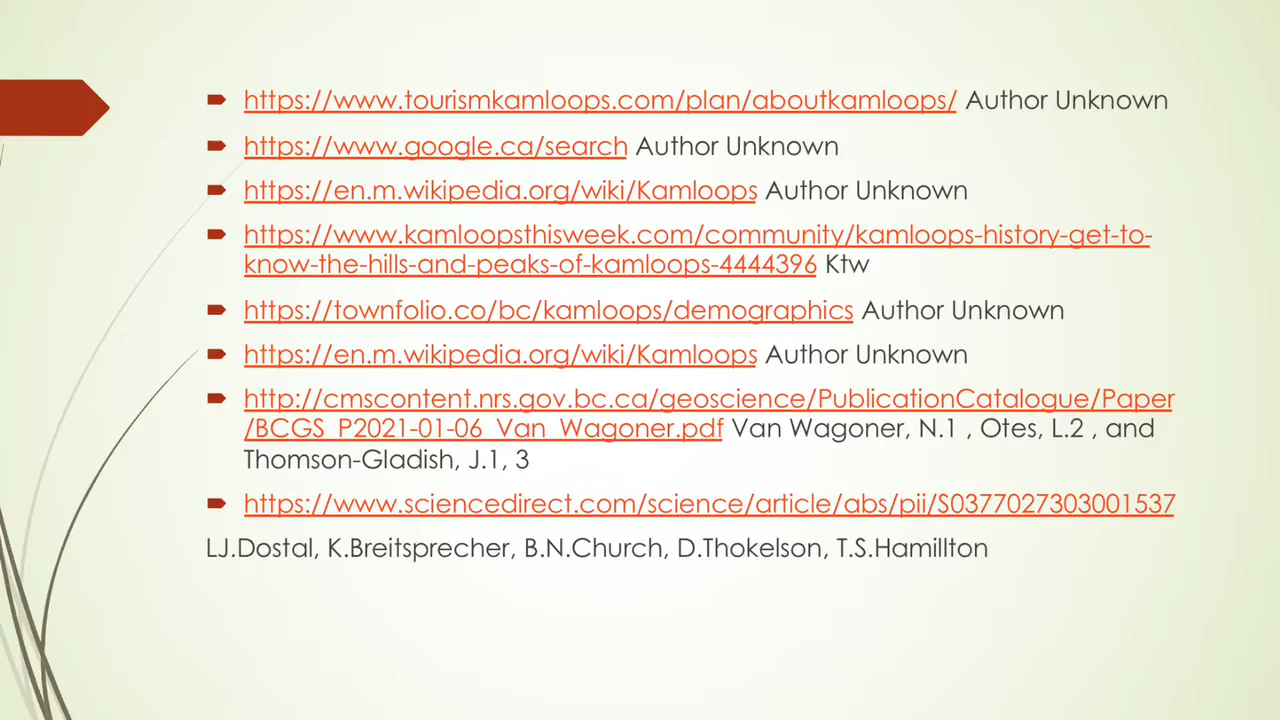 https://www.tourismkamloops.com/plan/aboutkamloops/ Author Unknown
https://www.google.ca/search Author Unknown
https://en.m.wikipedia.org/wiki/Kamloops Author Unknown
https://www.kamloopsthisweek.com/community/kamloops-history-get-to-
know-the-hills-and-peaks-of-kamloops-4444396 Ktw
https://townfolio.co/bc/kamloops/demographics Author Unknown
https://en.m.wikipedia.org/wiki/Kamloops Author Unknown
http://cmscontent.nrs.gov.bc.ca/geoscience/PublicationCatalogue/Paper
/BCGS_P2021-01-06_Van_Wagoner.pdf Van Wagoner, N.1 , Otes, L.2 , and
Thomson-Gladish, J.1, 3
https://www.sciencedirect.com/science/article/abs/pii/S0377027303001537
LJ.Dostal, K.Breitsprecher, B.N.Church, D.Thokelson, T.S.Hamillton